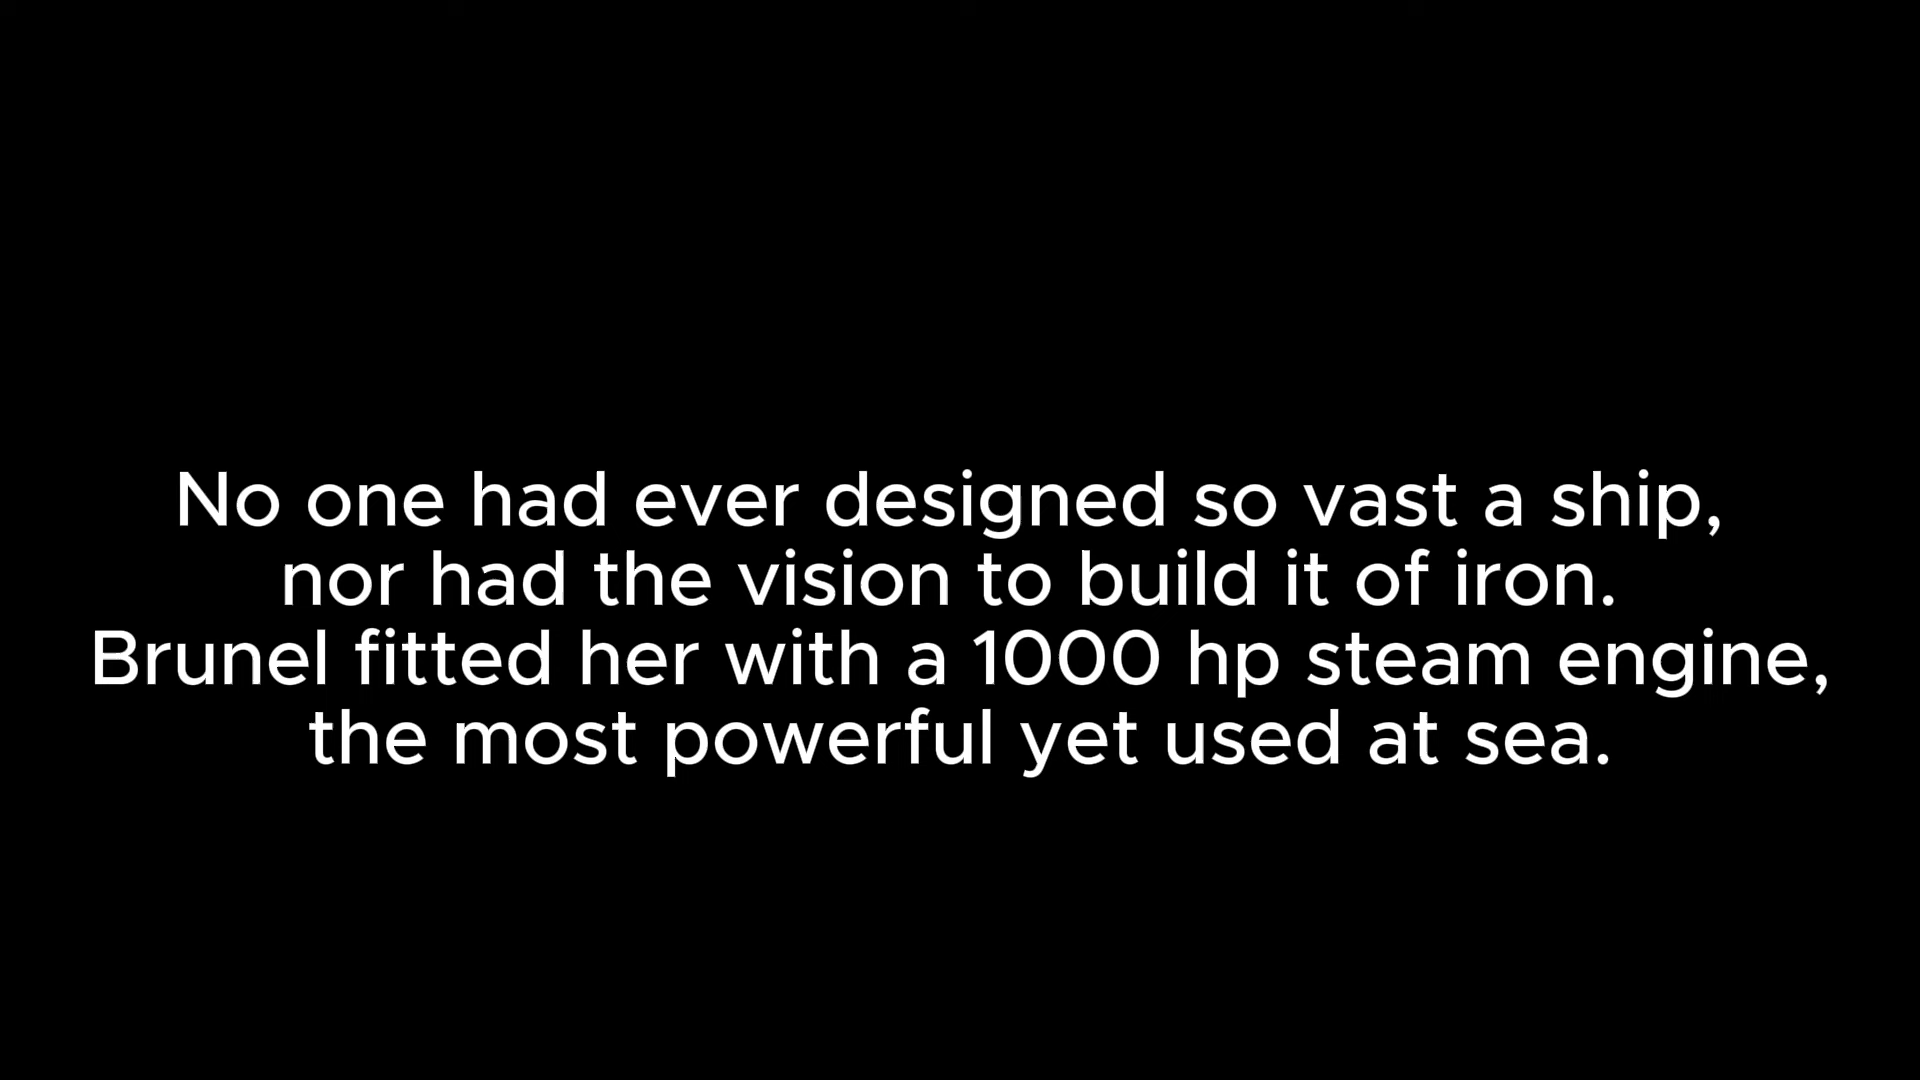 No one had ever designed so vast a ship,
nor had the vision to build it of iron.
Brunel fitted her with a 1000 hp steam engine,
the most powerful yet used at sea.